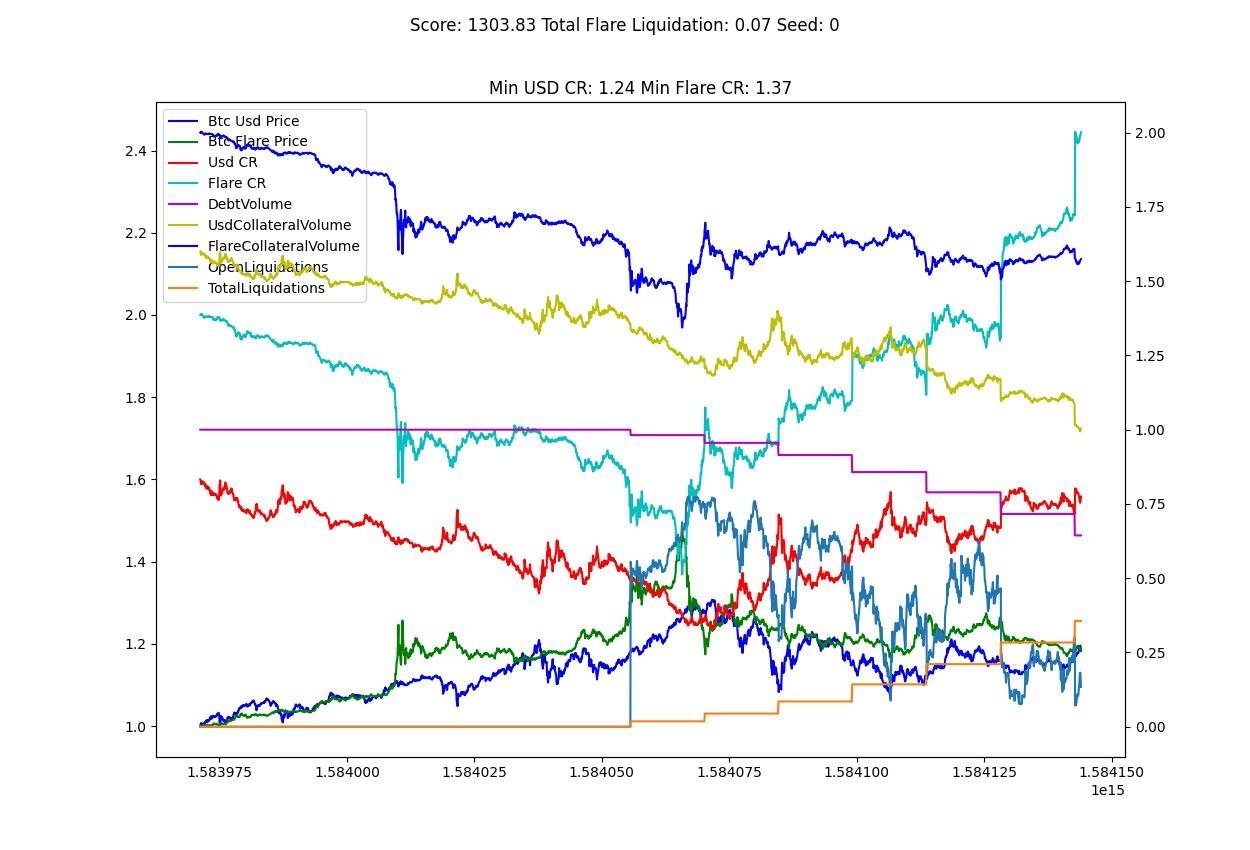 Score: 1303.83 Total Flare Liquidation: 0.07 Seed: 0
Min USD CR: 1.24 Min Flare CR: 1.37
Btc Usd Price
Btc Flare Price
Usd CR
Flare CR
DebtVolume
UsdCollateralVolume
FlareCollateralVolume
OpenLiquidations
TotalLiquidations
2.4
2.2
2.0
1.8
1.6
1.4
1.2
1.0
2.00
1.75
1.50
1.25
1.00
0.75
0.50
0.25
0.00
1.583975 1.584000 1.584025 1.584050 1.584075 1.584100 1.584125 1.584150
1e15